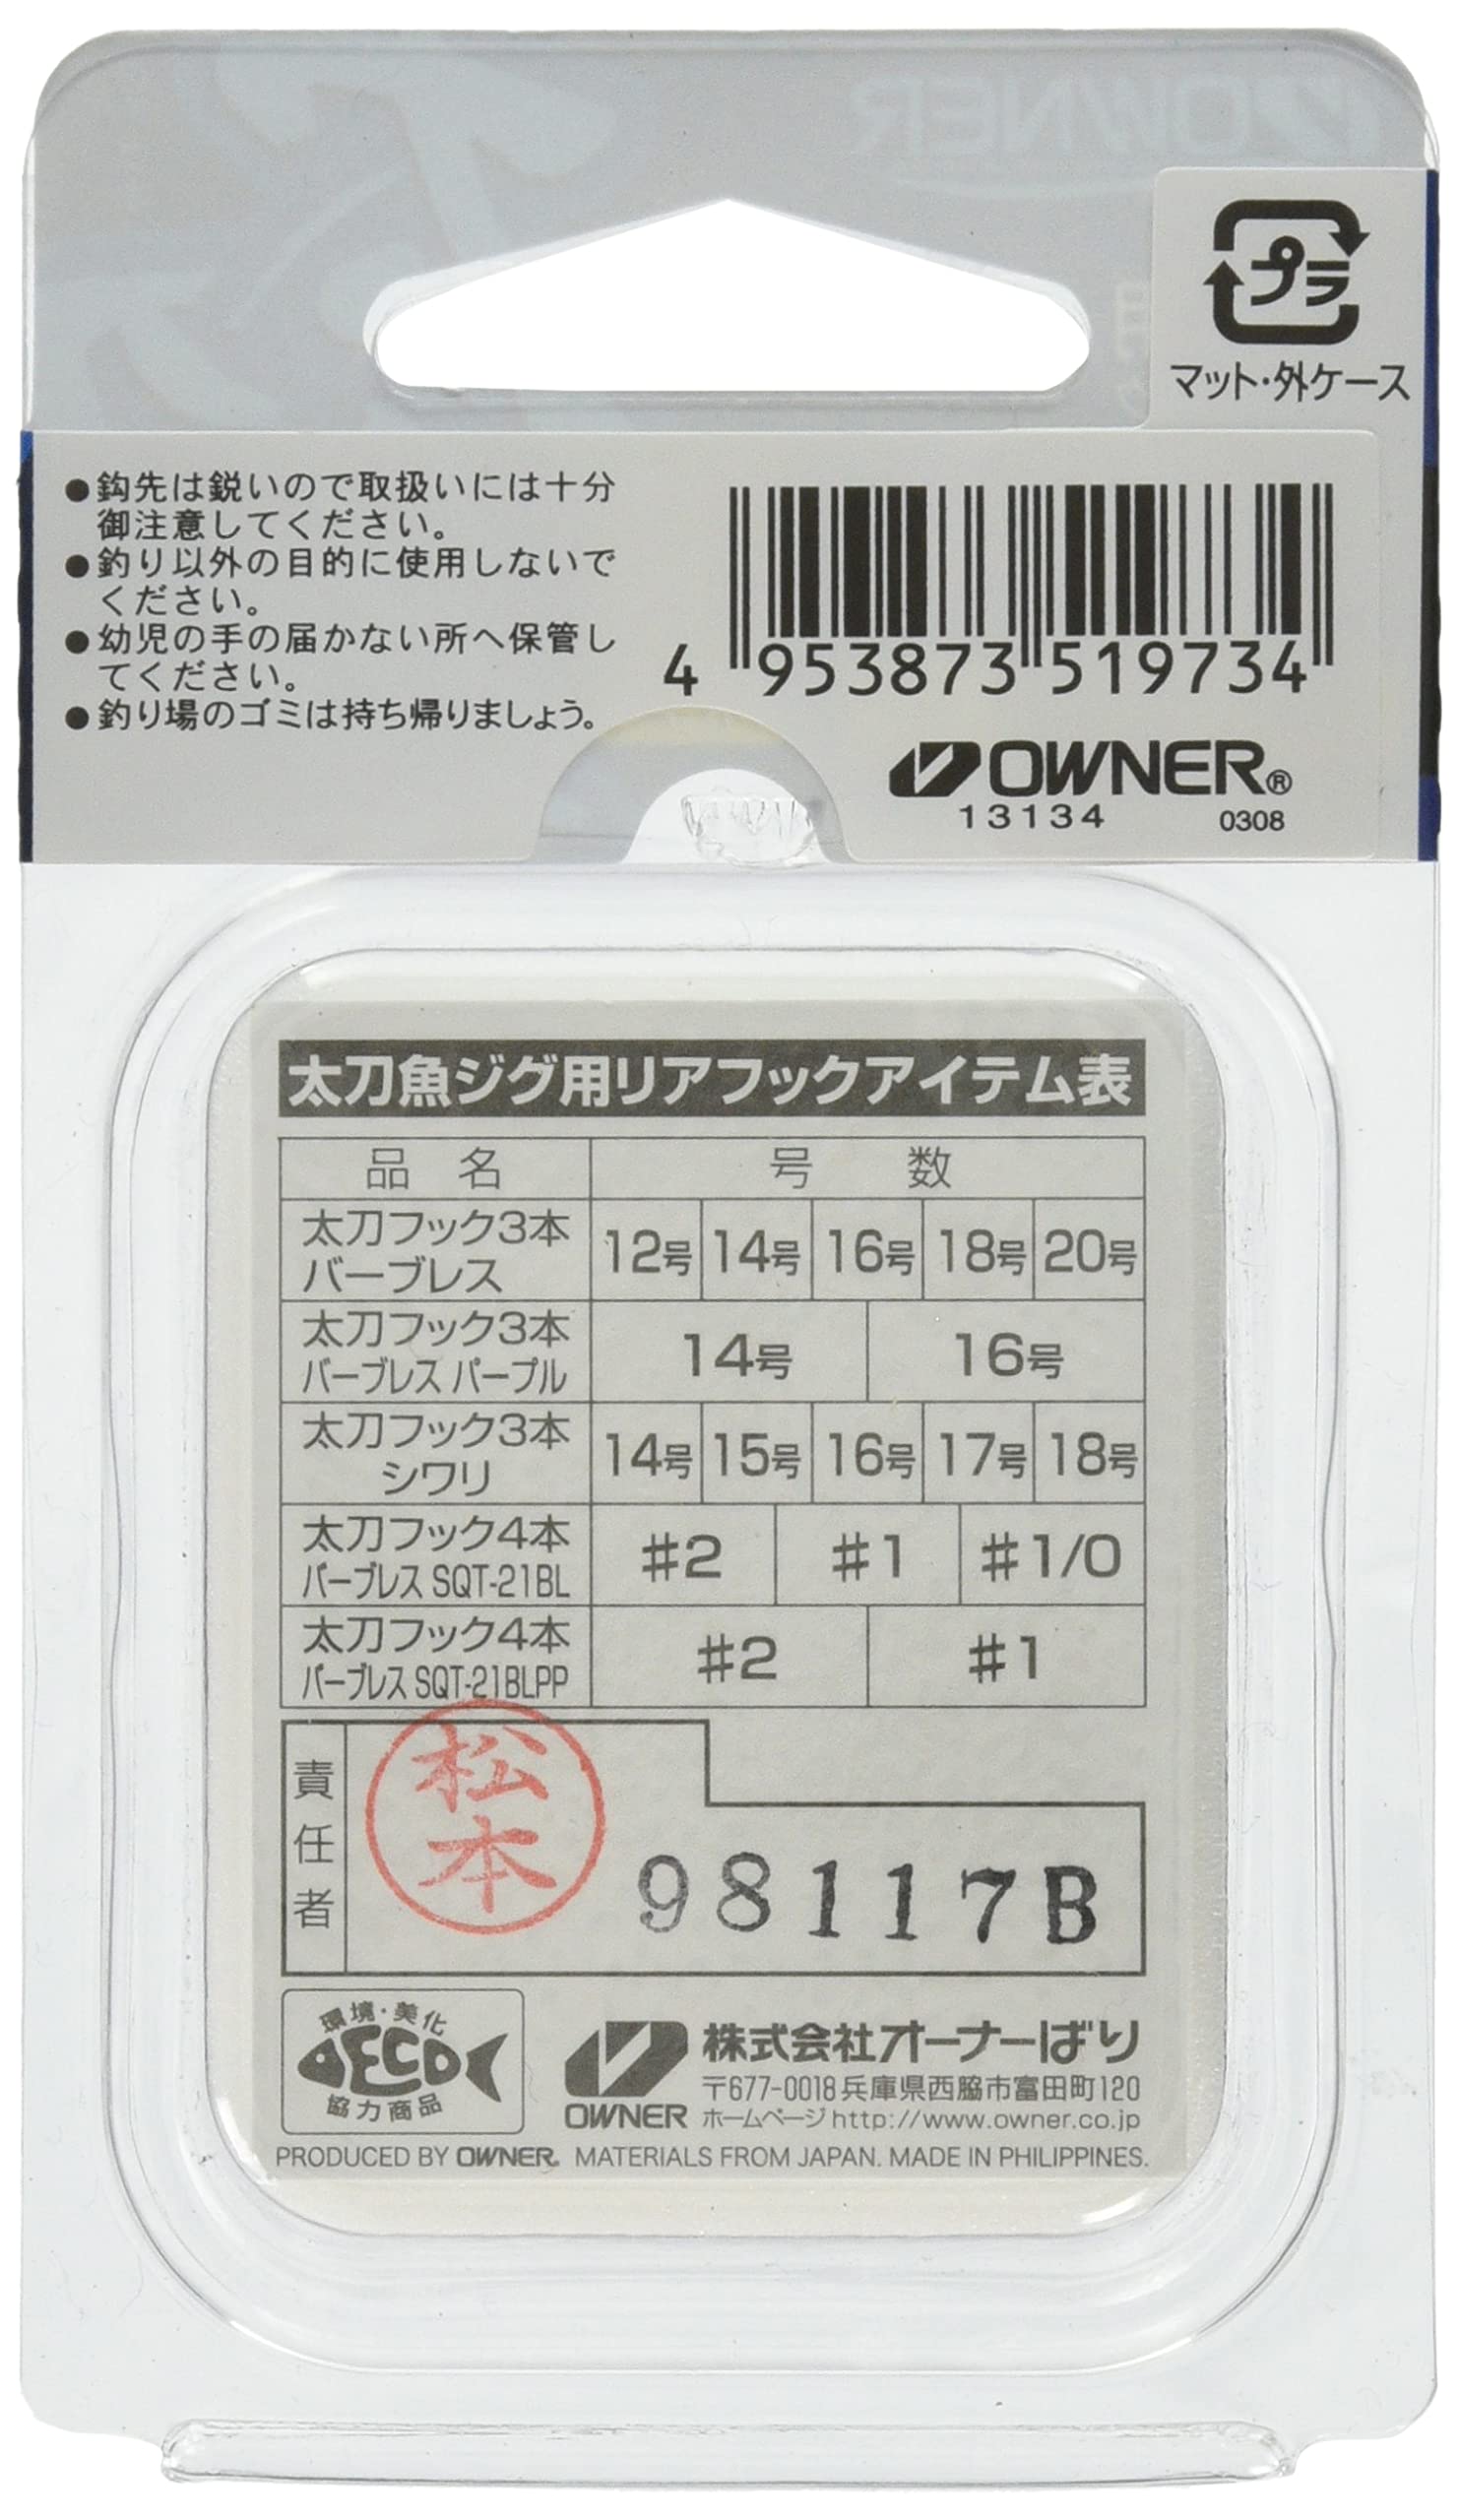 OWNER
プラ
マット・外ケース
●鈎先は鋭いので取扱いには十分
御注意してください。
●釣り以外の目的に使用しないで
ください。
●幼児の手の届かない所へ保管し
てください。
●釣り場のゴミは持ち帰りましょう。
4 953873 519734
OWNER®
13134 0308
太刀魚ジグ用リアフックアイテム表
品 名 号 数
太刀フック3本
バーブレス
12号 14号 16号 18号 20号
太刀フック3本
バーブレス パープル
14号 16号
太刀フック3本
シワリ
14号 15号 16号 17号 18号
太刀フック4本
バーブレス SQT-21BL
#2 #1 #1/0
太刀フック4本
バーブレス SQT-21BLPP
#2 #1
責任者
松本
98117B
環境・美化
ECO
協力商品
OWNER
株式会社オーナーばり
〒677-0018 兵庫県西脇市富田町120
ホームページ http://www.owner.co.jp
PRODUCED BY OWNER. MATERIALS FROM JAPAN. MADE IN PHILIPPINES.